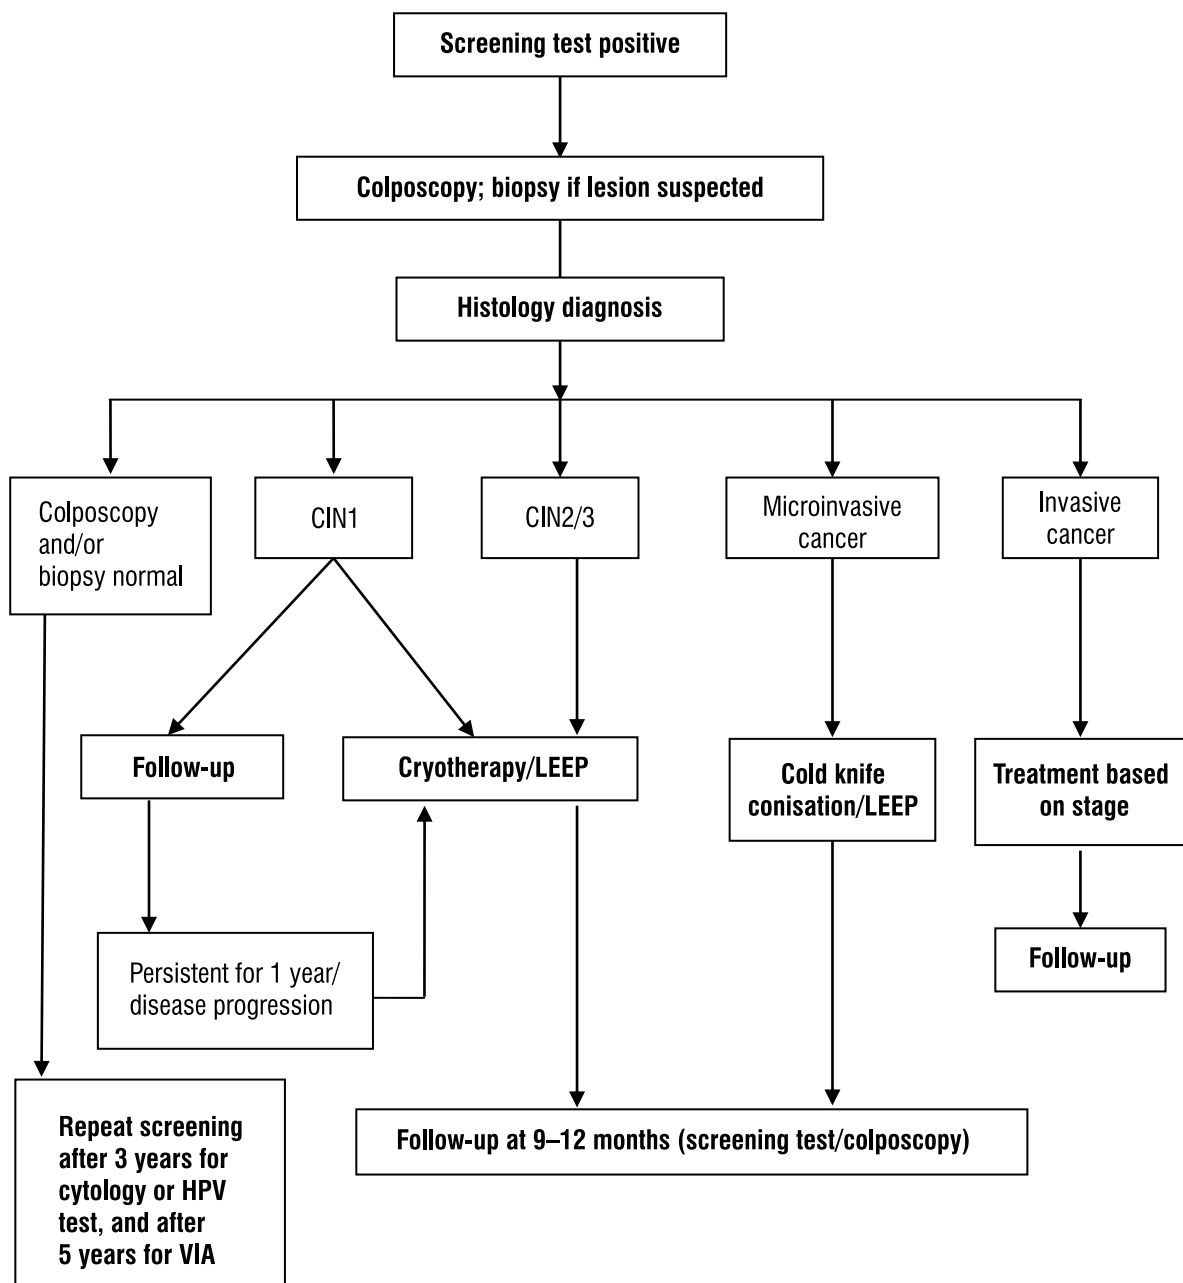 Screening test positive
Colposcopy; biopsy if lesion suspected
Histology diagnosis
Colposcopy
and/or
biopsy normal
CIN1
CIN2/3
Microinvasive
cancer
Invasive
cancer
Follow-up
Cryotherapy/LEEP
Cold knife
conisation/LEEP
Treatment based
on stage
Persistent for 1 year/
disease progression
Follow-up
Repeat screening
after 3 years for
cytology or HPV
test, and after
5 years for VIA
Follow-up at 9–12 months (screening test/colposcopy)